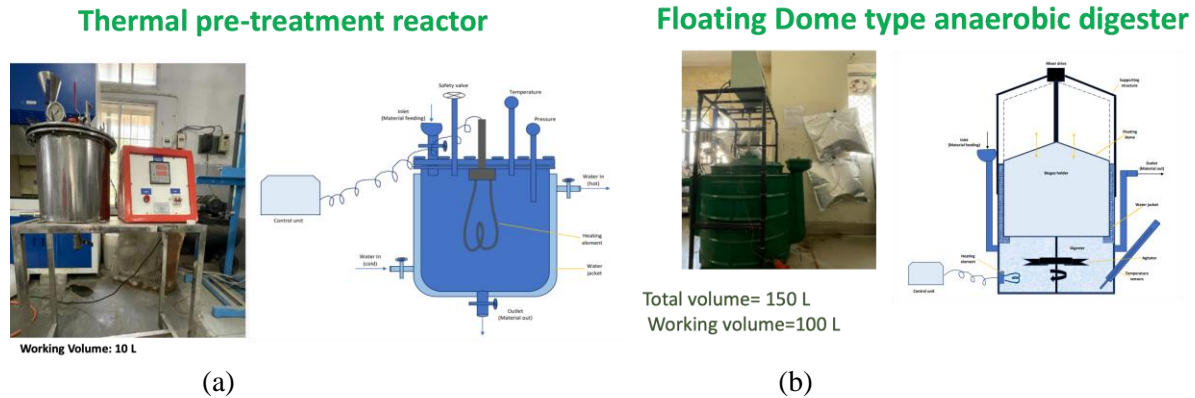 Thermal pre-treatment reactor
Floating Dome type anaerobic digester
Safety valve
Inlet
(Material feeding)
Temperature
Pressure
Water In
(hot)
Control unit
Heating
element
Water In
(cold)
Water
jacket
Outlet
(Material out)
Working Volume: 10 L
Supporting
structure
Floating
dome
Inlet
(Material feeding)
Outlet
(Material out)
Biogas holder
Water jacket
Digester
Heating
element
Agitator
Temperature
sensors
Control unit
Total volume= 150 L
Working volume=100 L
(a)
(b)